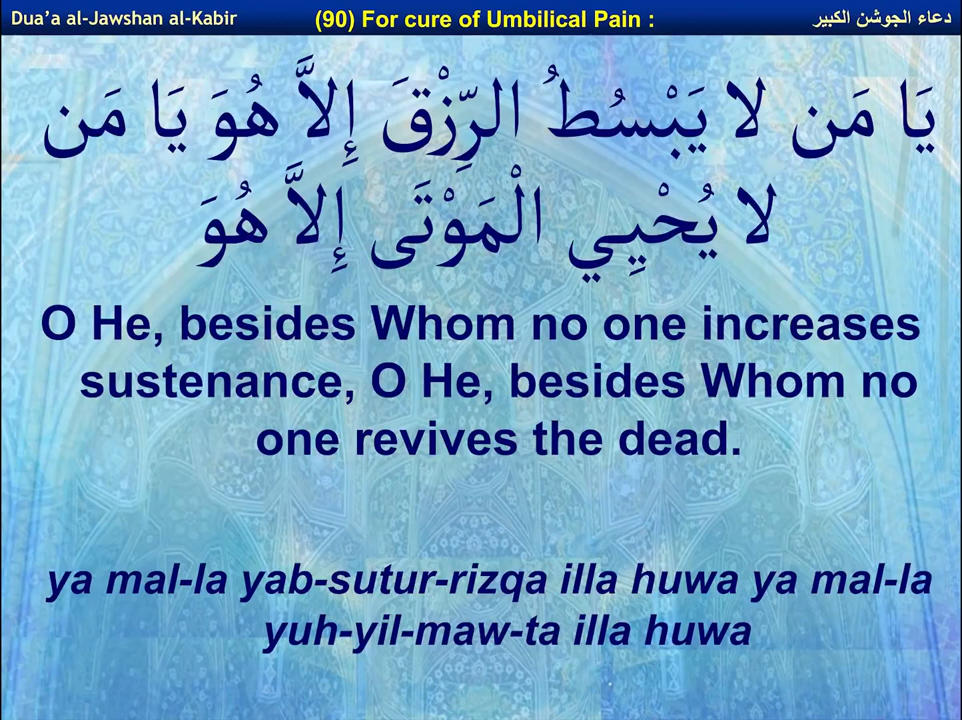 Dua’a al-Jawshan al-Kabir (90) For cure of Umbilical Pain : دعاء الجوشن الكبير
يَا مَن لا يَبْسُطُ الرِّزْقَ إِلاَّ هُوَ يَا مَن
لا يُحْيِي الْمَوْتَى إِلاَّ هُوَ
O He, besides Whom no one increases
sustenance, O He, besides Whom no
one revives the dead.
ya mal-la yab-sutur-rizqa illa huwa ya mal-la
yuh-yil-maw-ta illa huwa